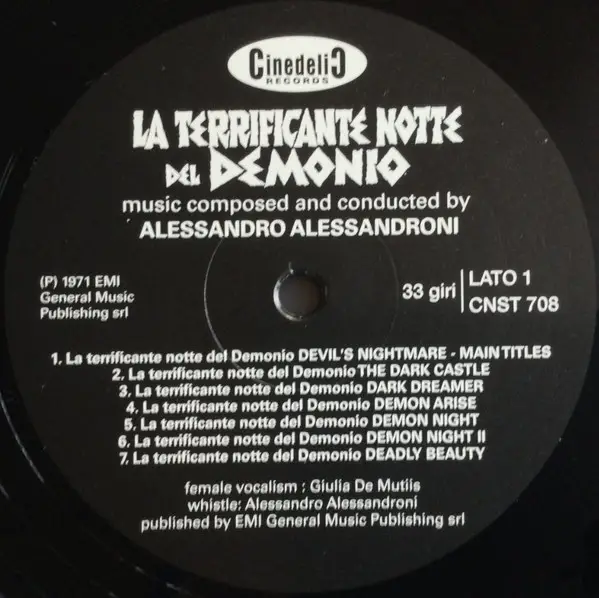 CinedeliC
RECORDS
LA TERRIFICANTE NOTTE
DEL DEMONIO
music composed and conducted by
ALESSANDRO ALESSANDRONI
(P) 1971 EMI
General Music
Publishing srl
33 giri
LATO 1
CNST 708
1. La terrificante notte del Demonio DEVIL'S NIGHTMARE - MAIN TITLES
2. La terrificante notte del Demonio THE DARK CASTLE
3. La terrificante notte del Demonio DARK DREAMER
4. La terrificante notte del Demonio DEMON ARISE
5. La terrificante notte del Demonio DEMON NIGHT
6. La terrificante notte del Demonio DEMON NIGHT II
7. La terrificante notte del Demonio DEADLY BEAUTY
female vocalism : Giulia De Mutiis
whistle: Alessandro Alessandroni
published by EMI General Music Publishing srl